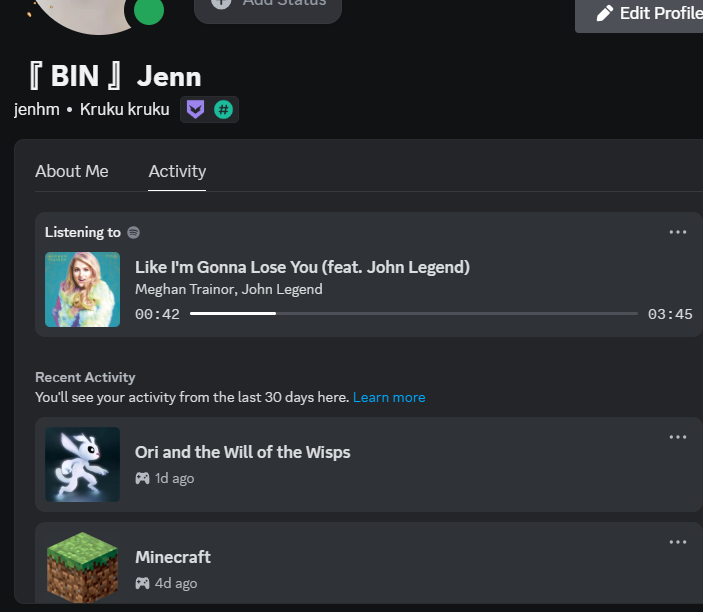 Add Status
Edit Profile
『 BIN 』 Jenn
jenhm • Kruku kruku
About Me
Activity
Listening to
Like I'm Gonna Lose You (feat. John Legend)
Meghan Trainor, John Legend
00:42
03:45
Recent Activity
You'll see your activity from the last 30 days here. Learn more
Ori and the Will of the Wisps
1d ago
Minecraft
4d ago